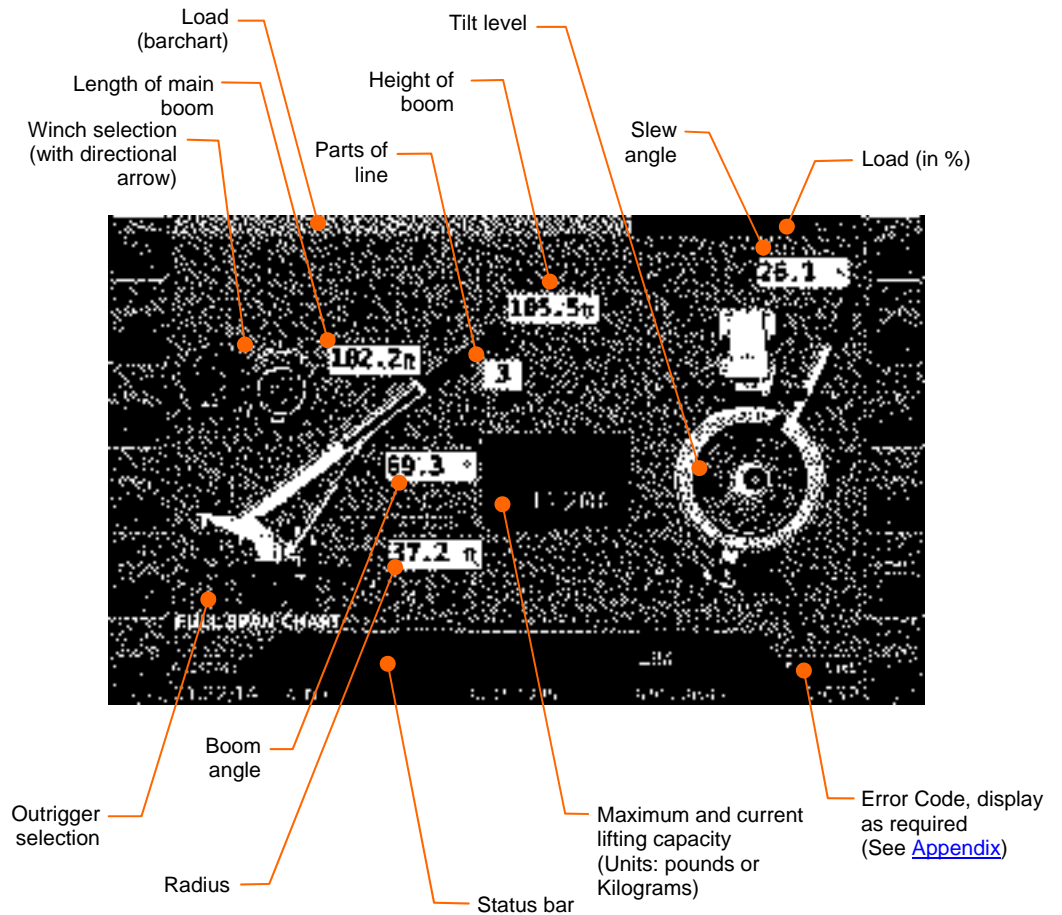 Load
(barchart)
Tilt level
Length of main
boom
Height of
boom
Winch selection
(with directional
arrow)
Parts of
line
Slew
angle
Load (in %)
26.1 °
105.5ft
102.2ft
3
69.3 °
37.2 ft
FULL SPAN CHART
Boom
angle
Outrigger
selection
Maximum and current
lifting capacity
(Units: pounds or
Kilograms)
Error Code, display
as required
(See Appendix)
Radius
Status bar